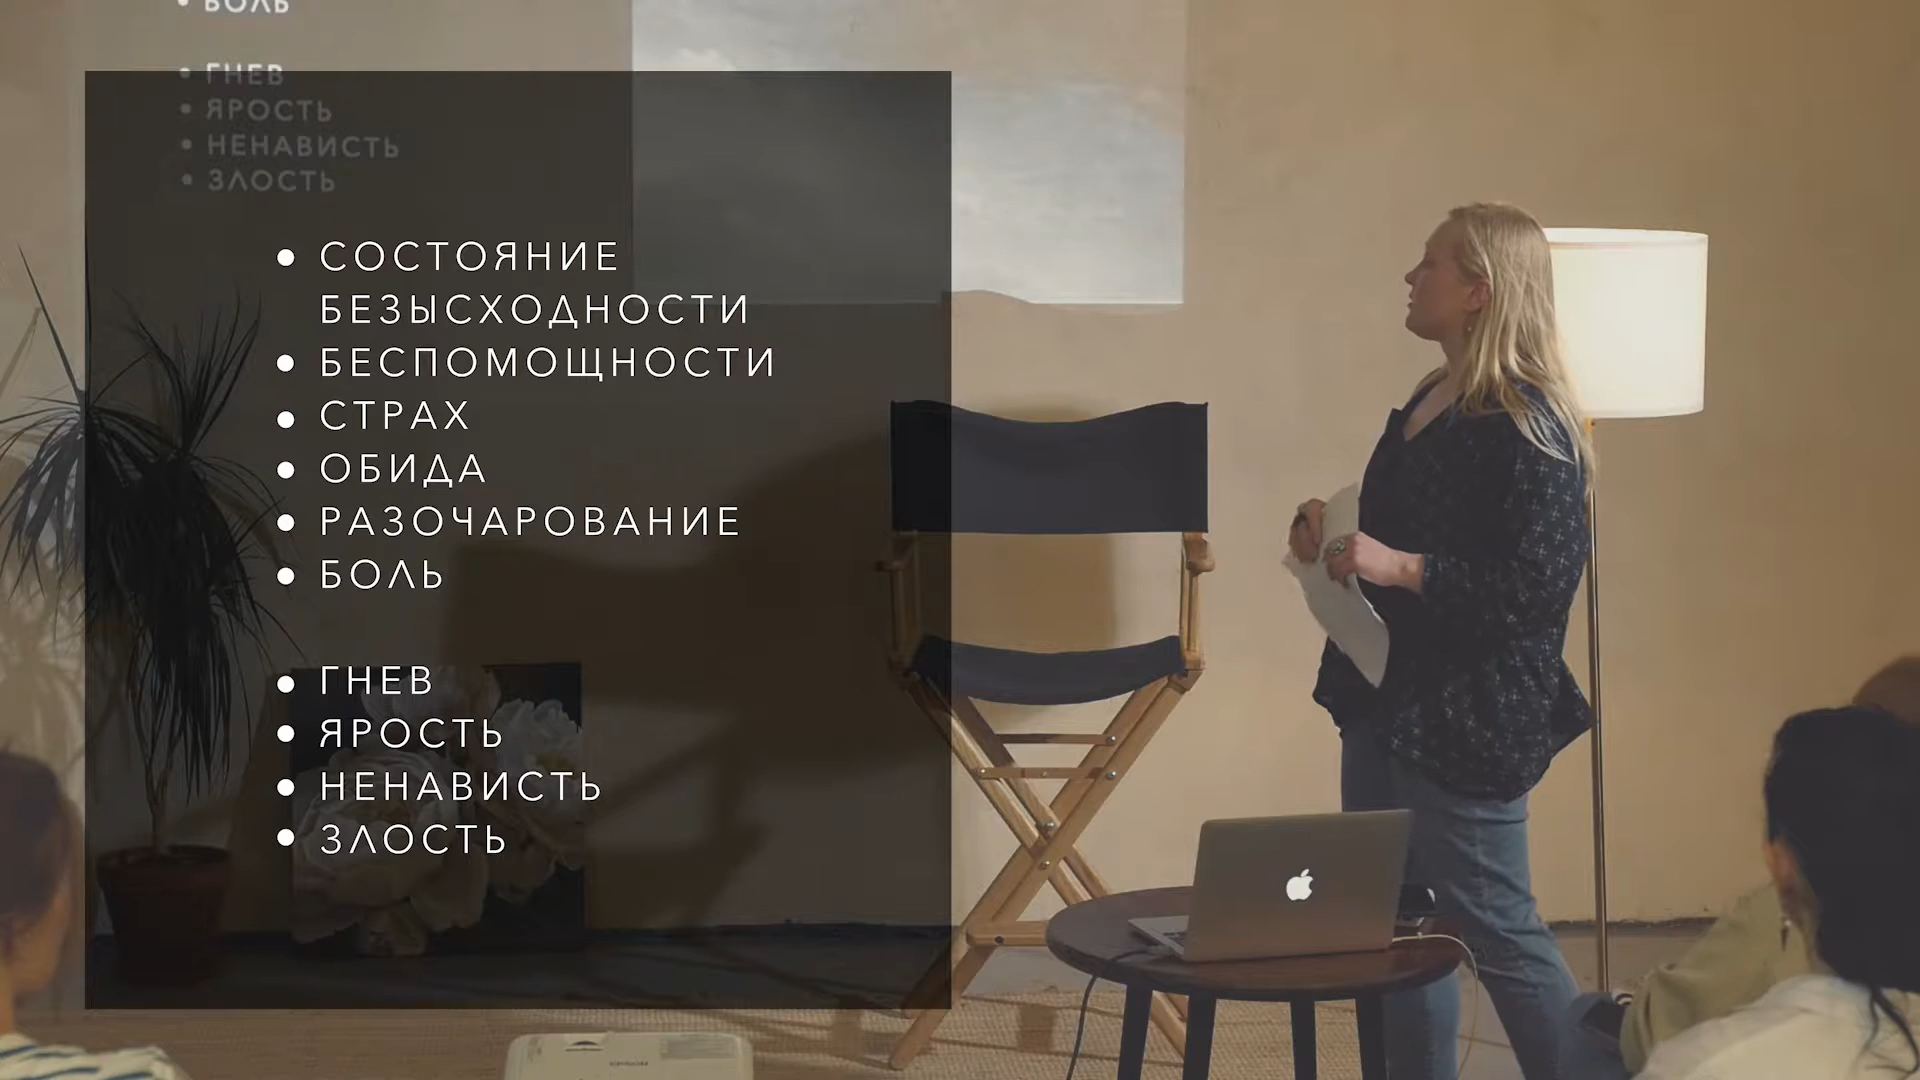 • БОЛЬ
• ГНЕВ
• ЯРОСТЬ
• НЕНАВИСТЬ
• ЗЛОСТЬ
• СОСТОЯНИЕ
БЕЗЫСХОДНОСТИ
• БЕСПОМОЩНОСТИ
• СТРАХ
• ОБИДА
• РАЗОЧАРОВАНИЕ
• БОЛЬ
• ГНЕВ
• ЯРОСТЬ
• НЕНАВИСТЬ
• ЗЛОСТЬ